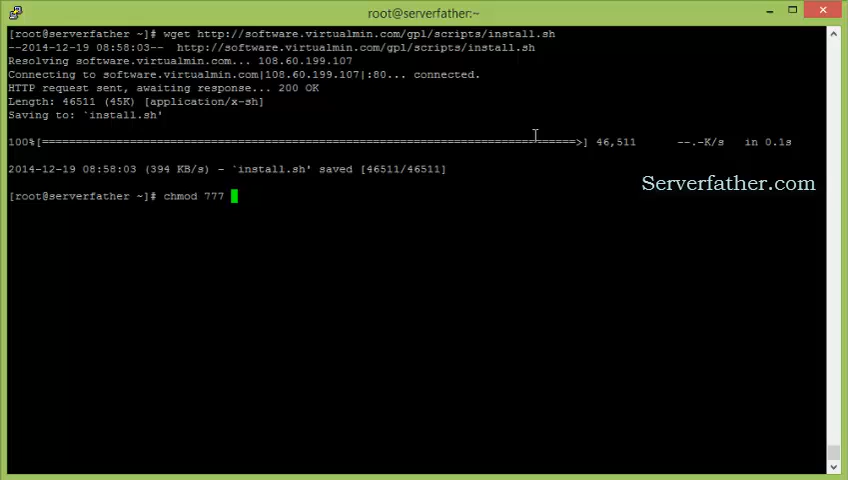 root@serverfather:~
[root@serverfather ~]# wget http://software.virtualmin.com/gpl/scripts/install.sh
--2014-12-19 08:58:03--  http://software.virtualmin.com/gpl/scripts/install.sh
Resolving software.virtualmin.com... 108.60.199.107
Connecting to software.virtualmin.com|108.60.199.107|:80... connected.
HTTP request sent, awaiting response... 200 OK
Length: 46511 (45K) [application/x-sh]
Saving to: `install.sh'
100%[===============================================================================>] 46,511      --.-K/s   in 0.1s
2014-12-19 08:58:03 (394 KB/s) - `install.sh' saved [46511/46511]
Serverfather.com
[root@serverfather ~]# chmod 777